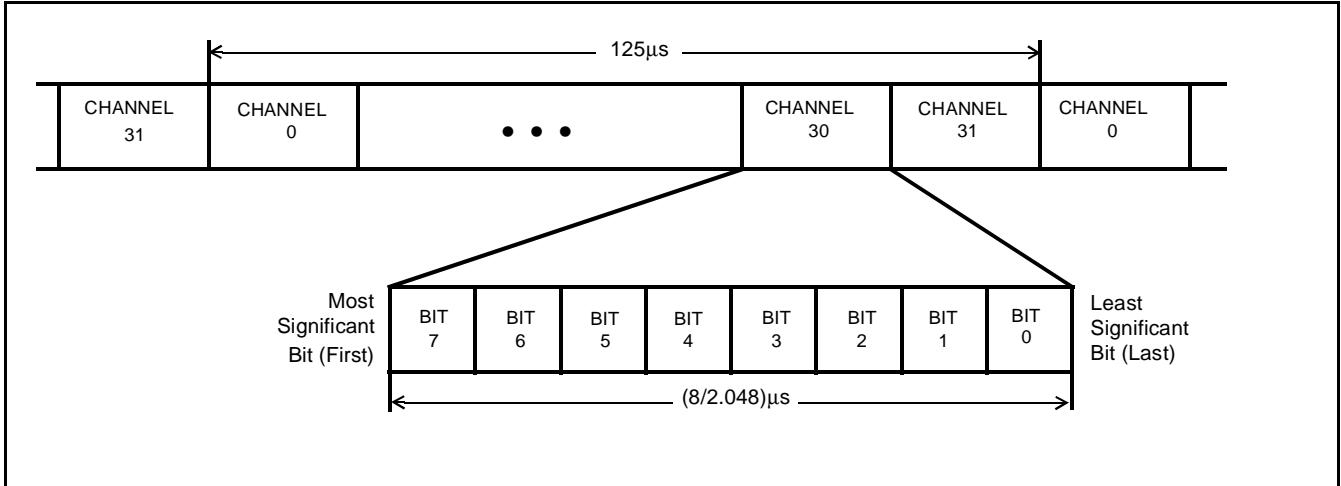 125µs
CHANNEL
31
CHANNEL
0
• • •
CHANNEL
30
CHANNEL
31
CHANNEL
0
Most
Significant
Bit (First)
BIT
7
BIT
6
BIT
5
BIT
4
BIT
3
BIT
2
BIT
1
BIT
0
Least
Significant
Bit (Last)
(8/2.048)µs